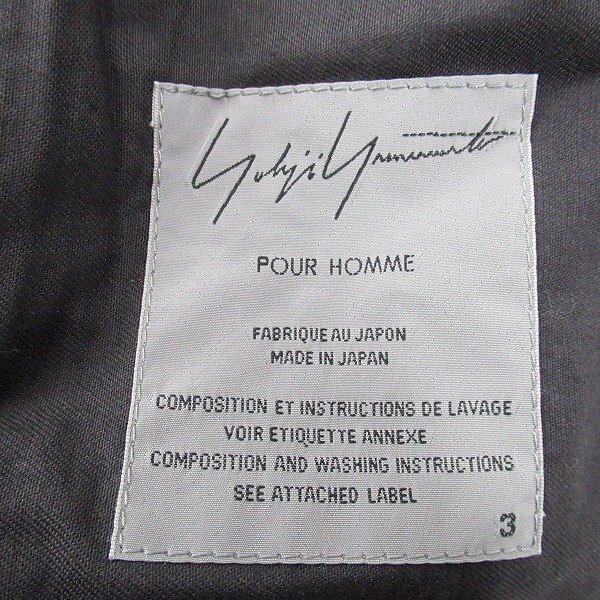 Yohji Yamamoto
POUR HOMME
FABRIQUE AU JAPON
MADE IN JAPAN
COMPOSITION ET INSTRUCTIONS DE LAVAGE
VOIR ETIQUETTE ANNEXE
COMPOSITION AND WASHING INSTRUCTIONS
SEE ATTACHED LABEL
3